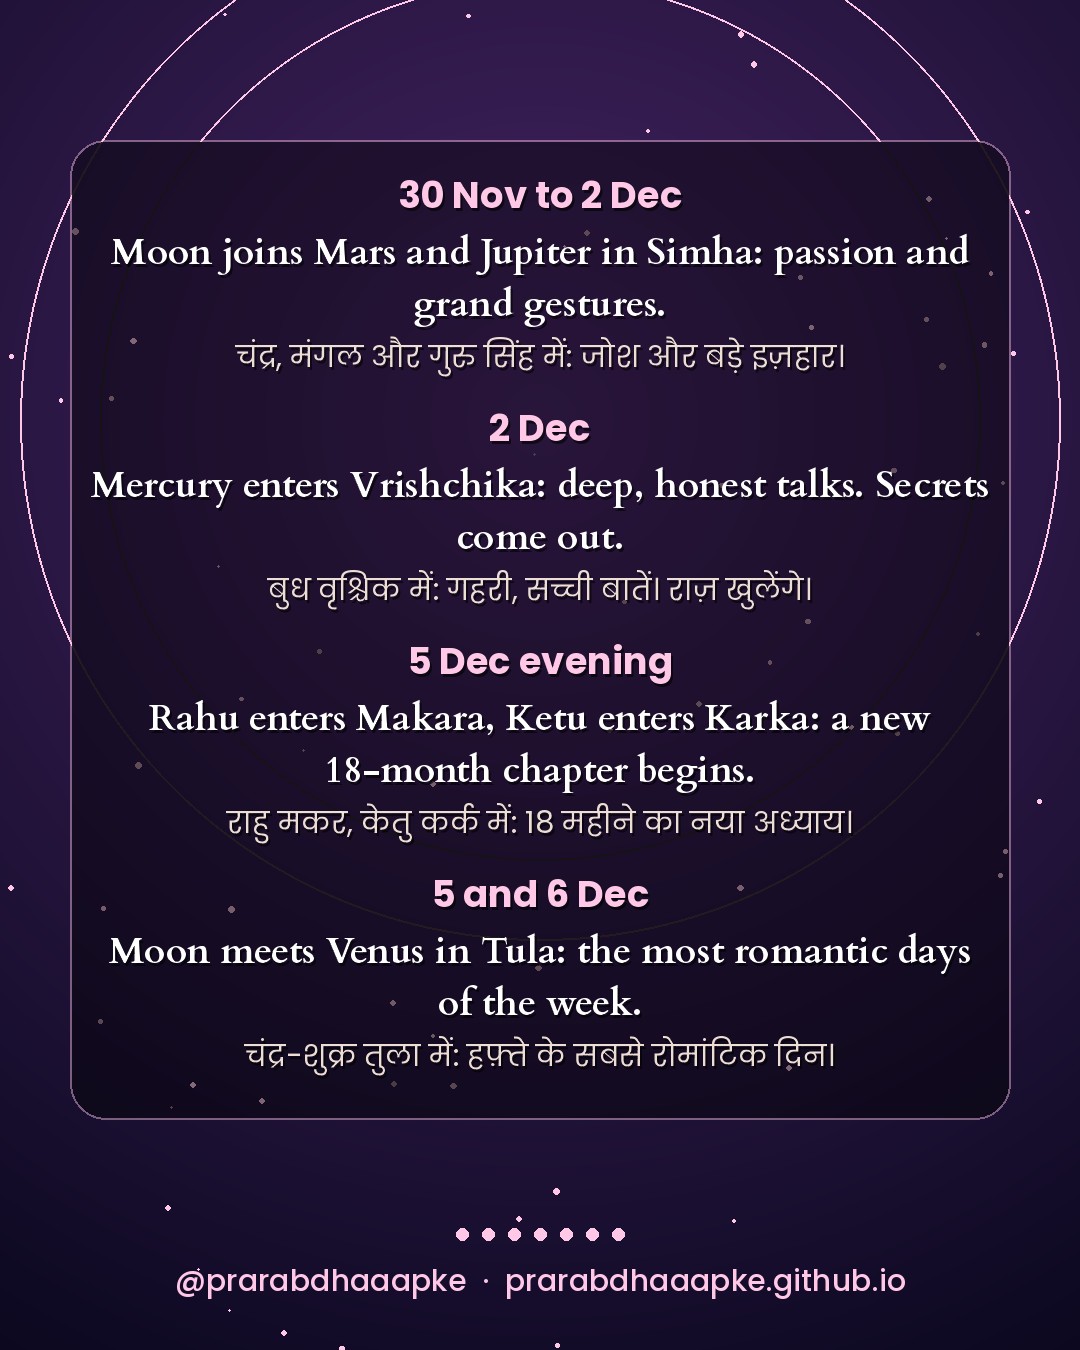 30 Nov to 2 Dec
Moon joins Mars and Jupiter in Simha: passion and
grand gestures.
चंद्र, मंगल और गुरु सिंह में: जोश और बड़े इज़हार।
2 Dec
Mercury enters Vrishchika: deep, honest talks. Secrets
come out.
बुध वृश्चिक में: गहरी, सच्ची बातें। राज़ खुलेंगे।
5 Dec evening
Rahu enters Makara, Ketu enters Karka: a new
18-month chapter begins.
राहु मकर, केतु कर्क में: 18 महीने का नया अध्याय।
5 and 6 Dec
Moon meets Venus in Tula: the most romantic days
of the week.
चंद्र-शुक्र तुला में: हफ़्ते के सबसे रोमांटिक दिन।
@prarabdhaaapke · prarabdhaaapke.github.io